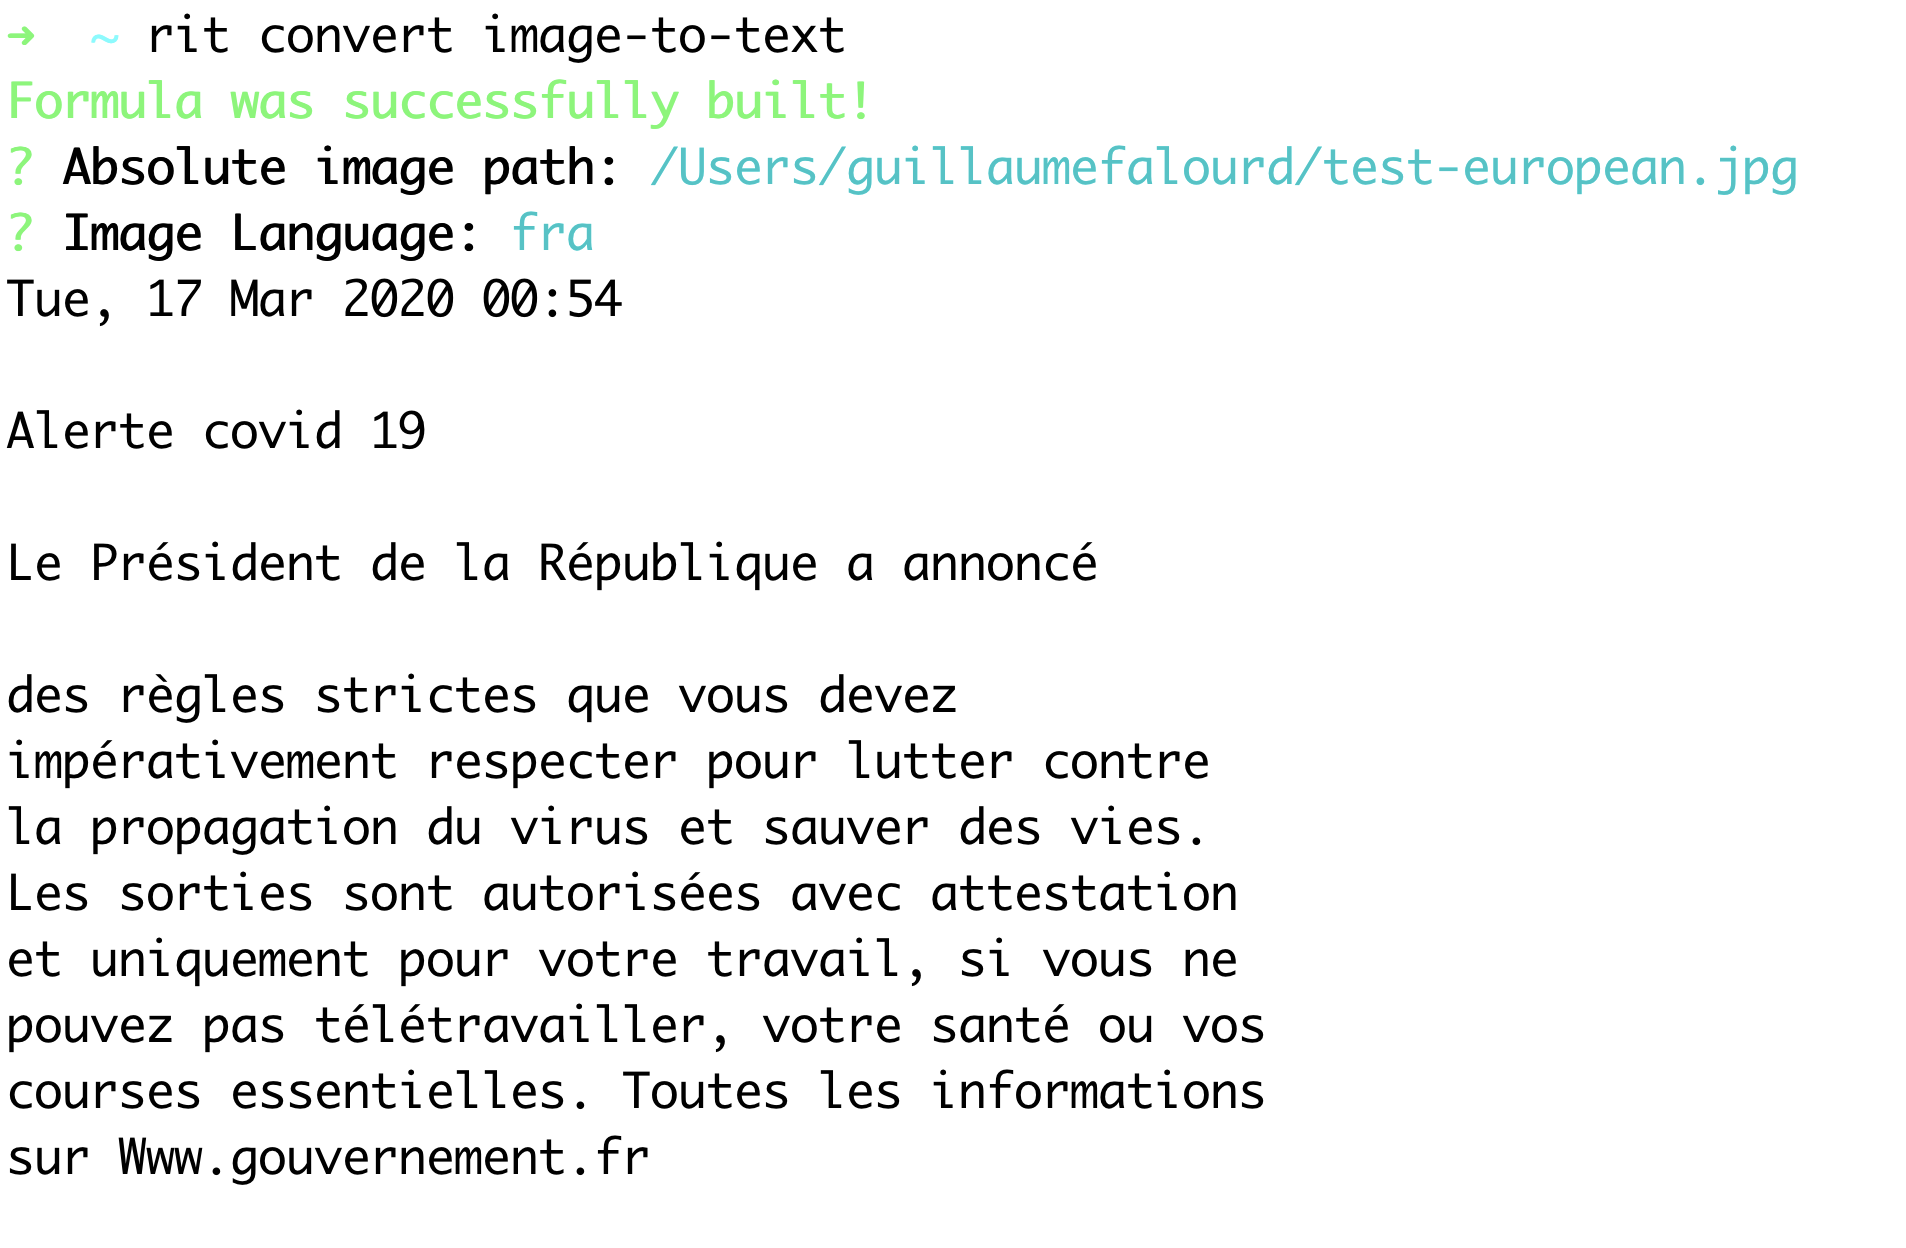 ➜  ~ rit convert image-to-text
Formula was successfully built!
? Absolute image path: /Users/guillaumefalourd/test-european.jpg
? Image Language: fra
Tue, 17 Mar 2020 00:54
Alerte covid 19
Le Président de la République a annoncé
des règles strictes que vous devez
impérativement respecter pour lutter contre
la propagation du virus et sauver des vies.
Les sorties sont autorisées avec attestation
et uniquement pour votre travail, si vous ne
pouvez pas télétravailler, votre santé ou vos
courses essentielles. Toutes les informations
sur Www.gouvernement.fr